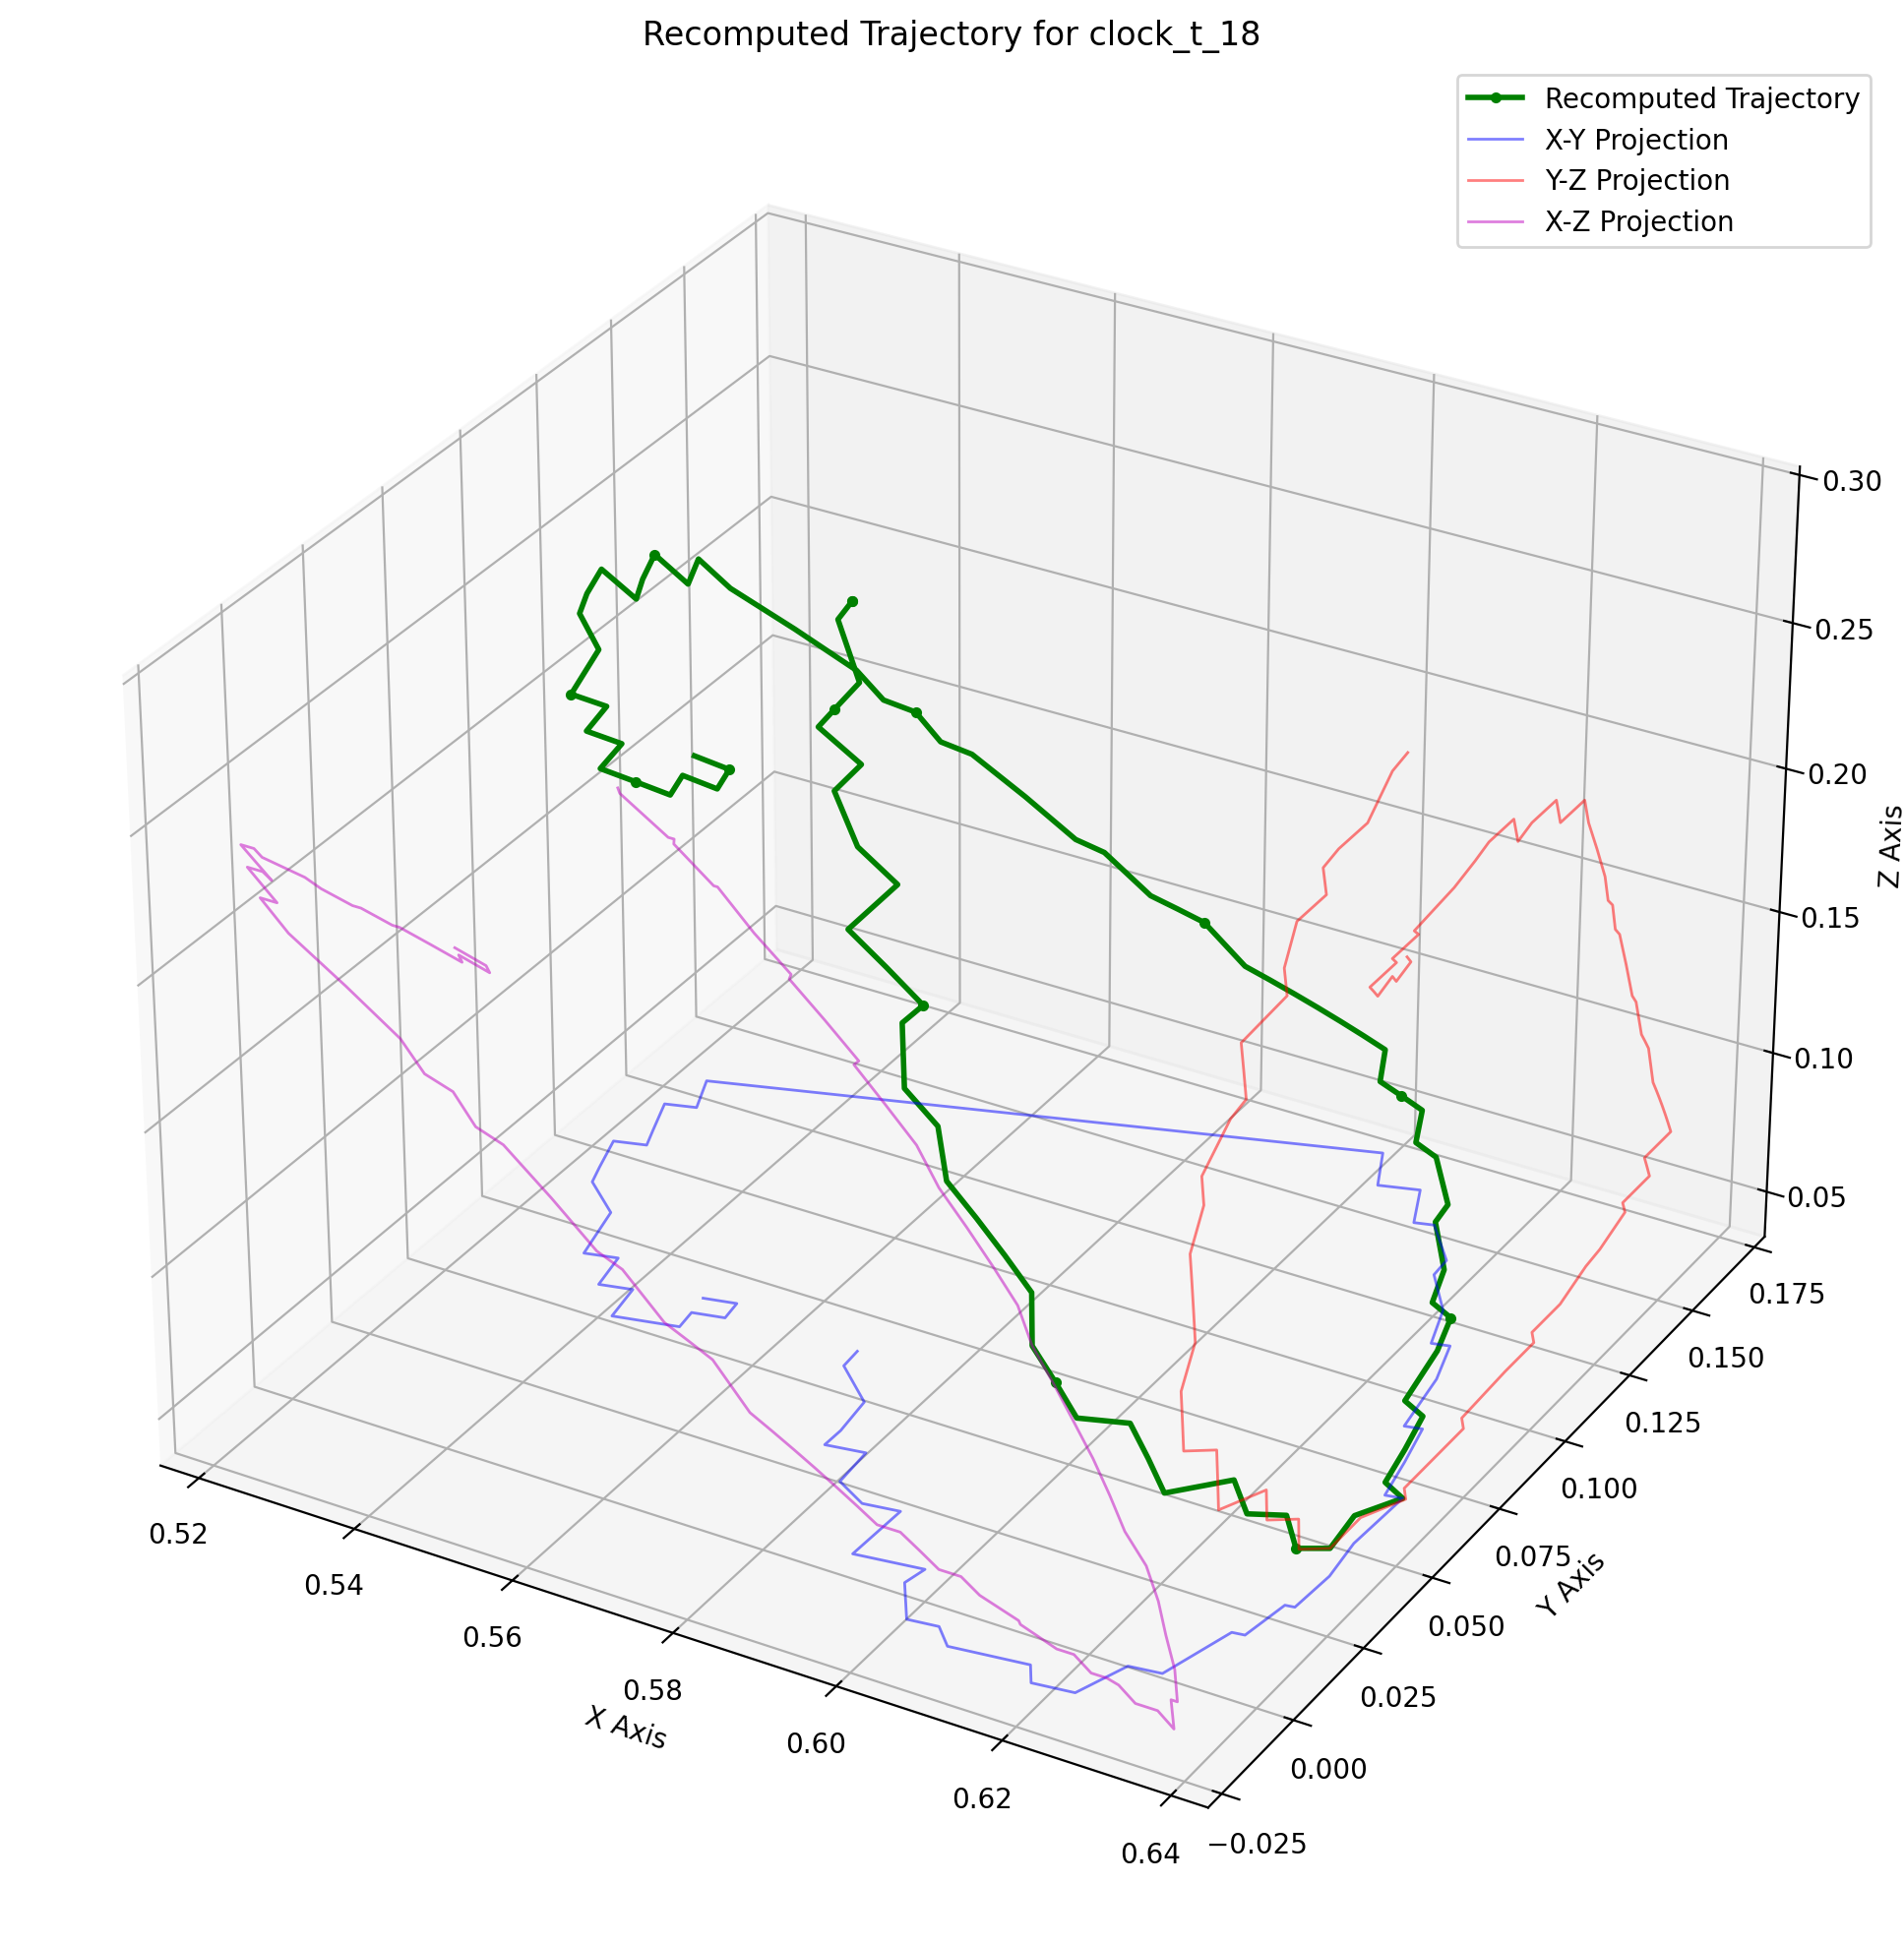 Recomputed Trajectory for clock_t_18
Recomputed Trajectory
X-Y Projection
Y-Z Projection
X-Z Projection
0.30
0.25
0.20
0.15
0.10
0.05
Z Axis
0.175
0.150
0.125
0.100
0.075
0.050
0.025
0.000
−0.025
Y Axis
0.52
0.54
0.56
0.58
0.60
0.62
0.64
X Axis